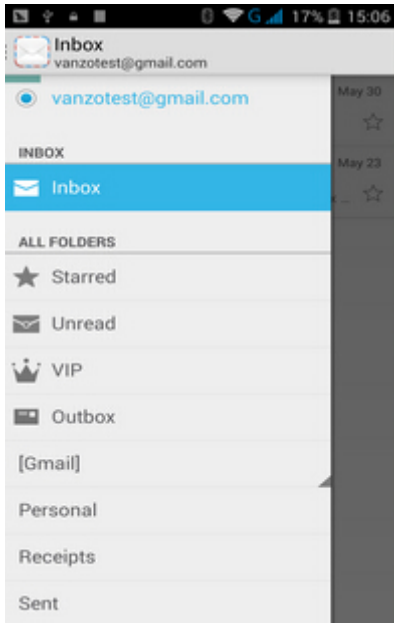 G 17% 15:06
Inbox
vanzotest@gmail.com
vanzotest@gmail.com
May 30
INBOX
May 23
Inbox
ALL FOLDERS
Starred
Unread
VIP
Outbox
[Gmail]
Personal
Receipts
Sent